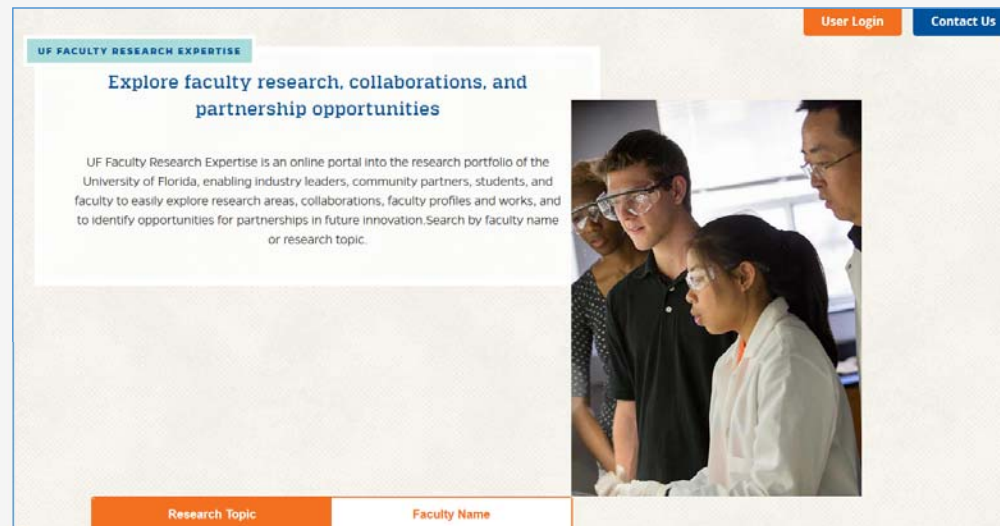 User Login
Contact Us
UF FACULTY RESEARCH EXPERTISE
Explore faculty research, collaborations, and
partnership opportunities
UF Faculty Research Expertise is an online portal into the research portfolio of the
University of Florida, enabling industry leaders, community partners, students, and
faculty to easily explore research areas, collaborations, faculty profiles and works, and
to identify opportunities for partnerships in future innovation.Search by faculty name
or research topic.
Research Topic
Faculty Name